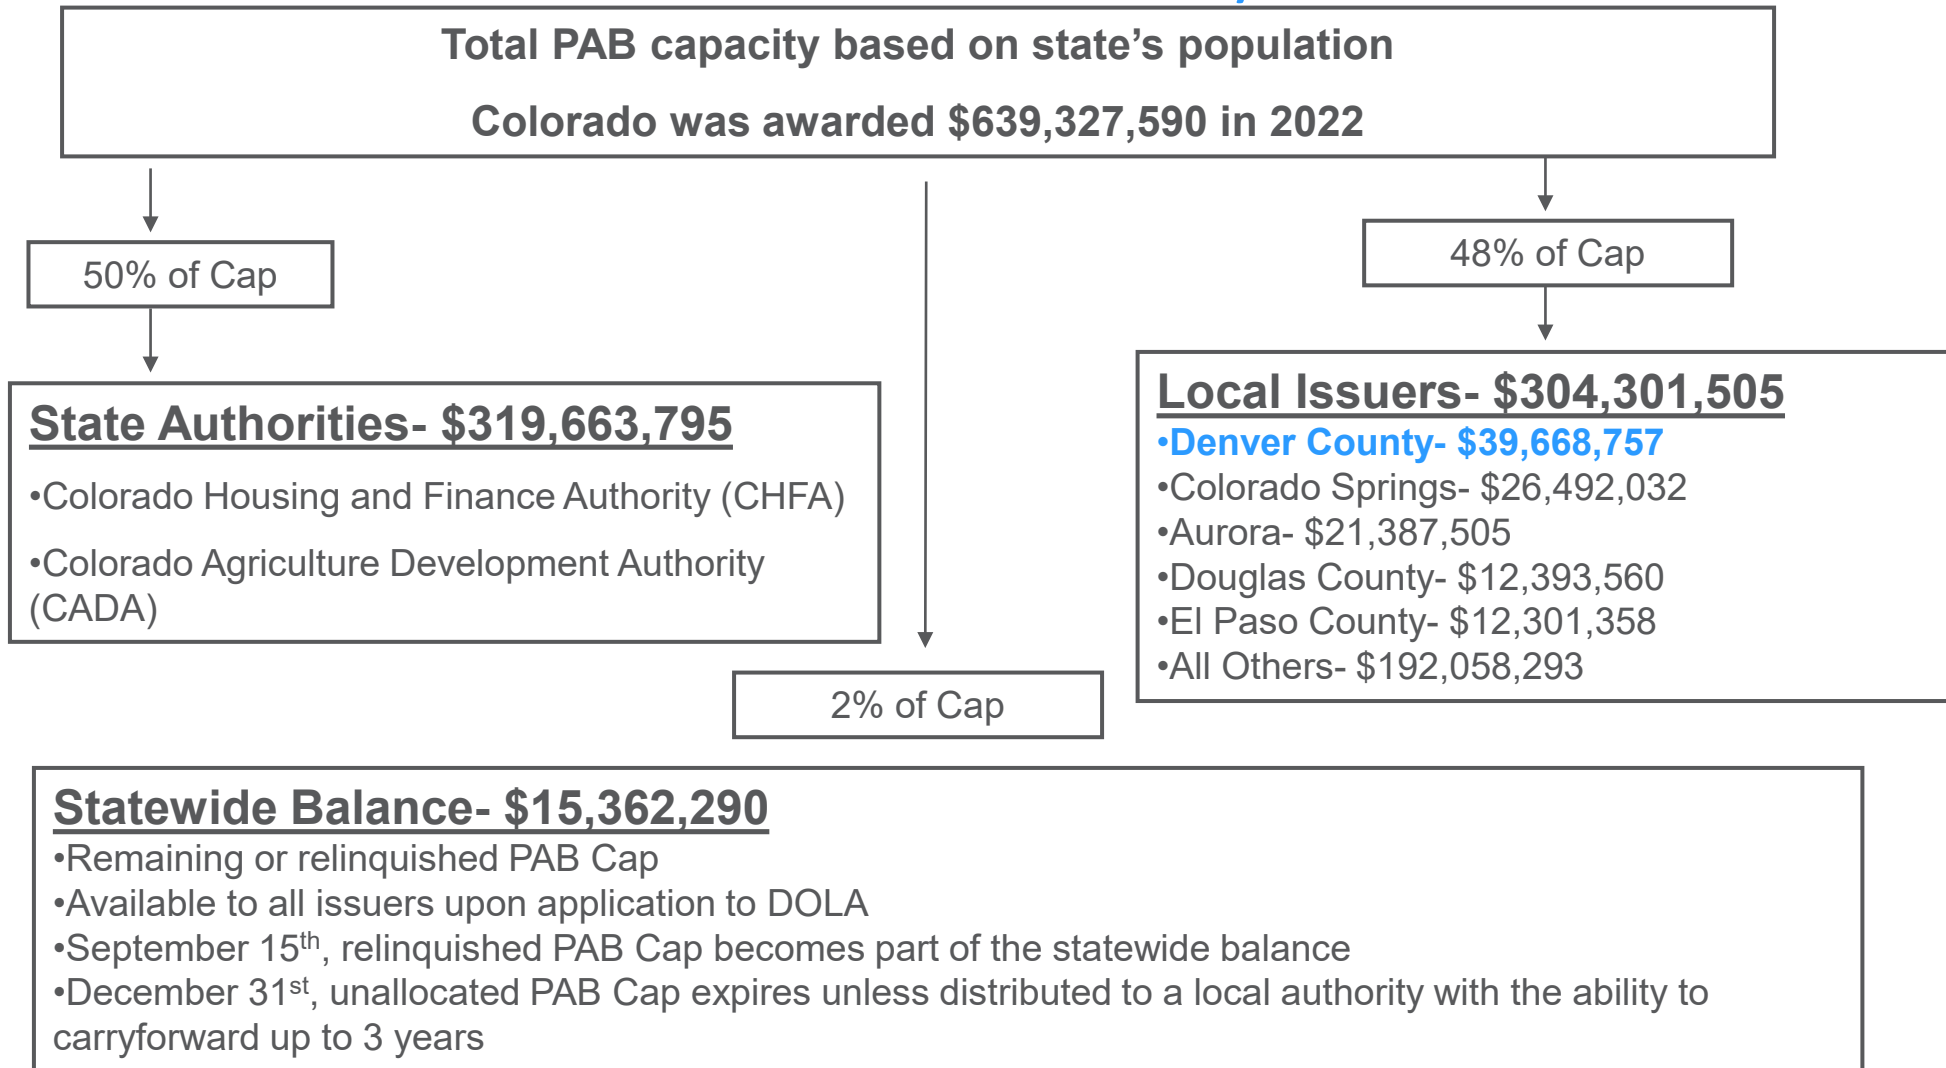 Total PAB capacity based on state’s population
Colorado was awarded $639,327,590 in 2022
50% of Cap
48% of Cap
State Authorities- $319,663,795
•Colorado Housing and Finance Authority (CHFA)
•Colorado Agriculture Development Authority
(CADA)
Local Issuers- $304,301,505
•Denver County- $39,668,757
•Colorado Springs- $26,492,032
•Aurora- $21,387,505
•Douglas County- $12,393,560
•El Paso County- $12,301,358
•All Others- $192,058,293
2% of Cap
Statewide Balance- $15,362,290
•Remaining or relinquished PAB Cap
•Available to all issuers upon application to DOLA
•September 15th, relinquished PAB Cap becomes part of the statewide balance
•December 31st, unallocated PAB Cap expires unless distributed to a local authority with the ability to
carryforward up to 3 years